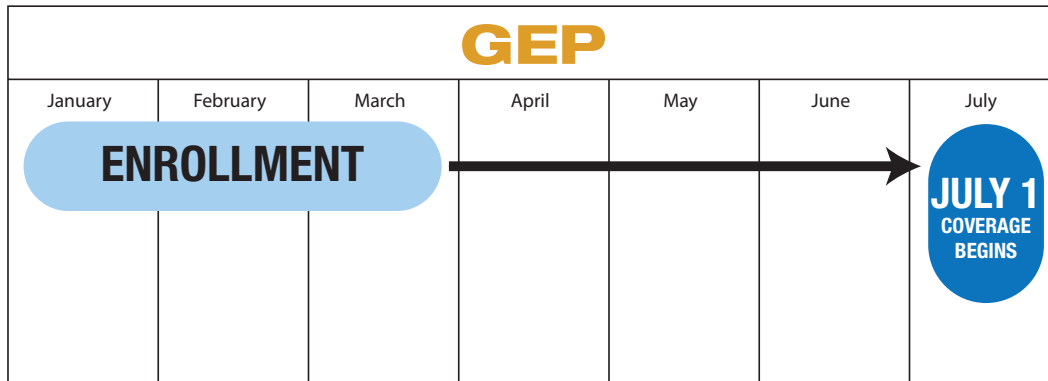 GEP
January February March April May June July
ENROLLMENT
JULY 1
COVERAGE
BEGINS